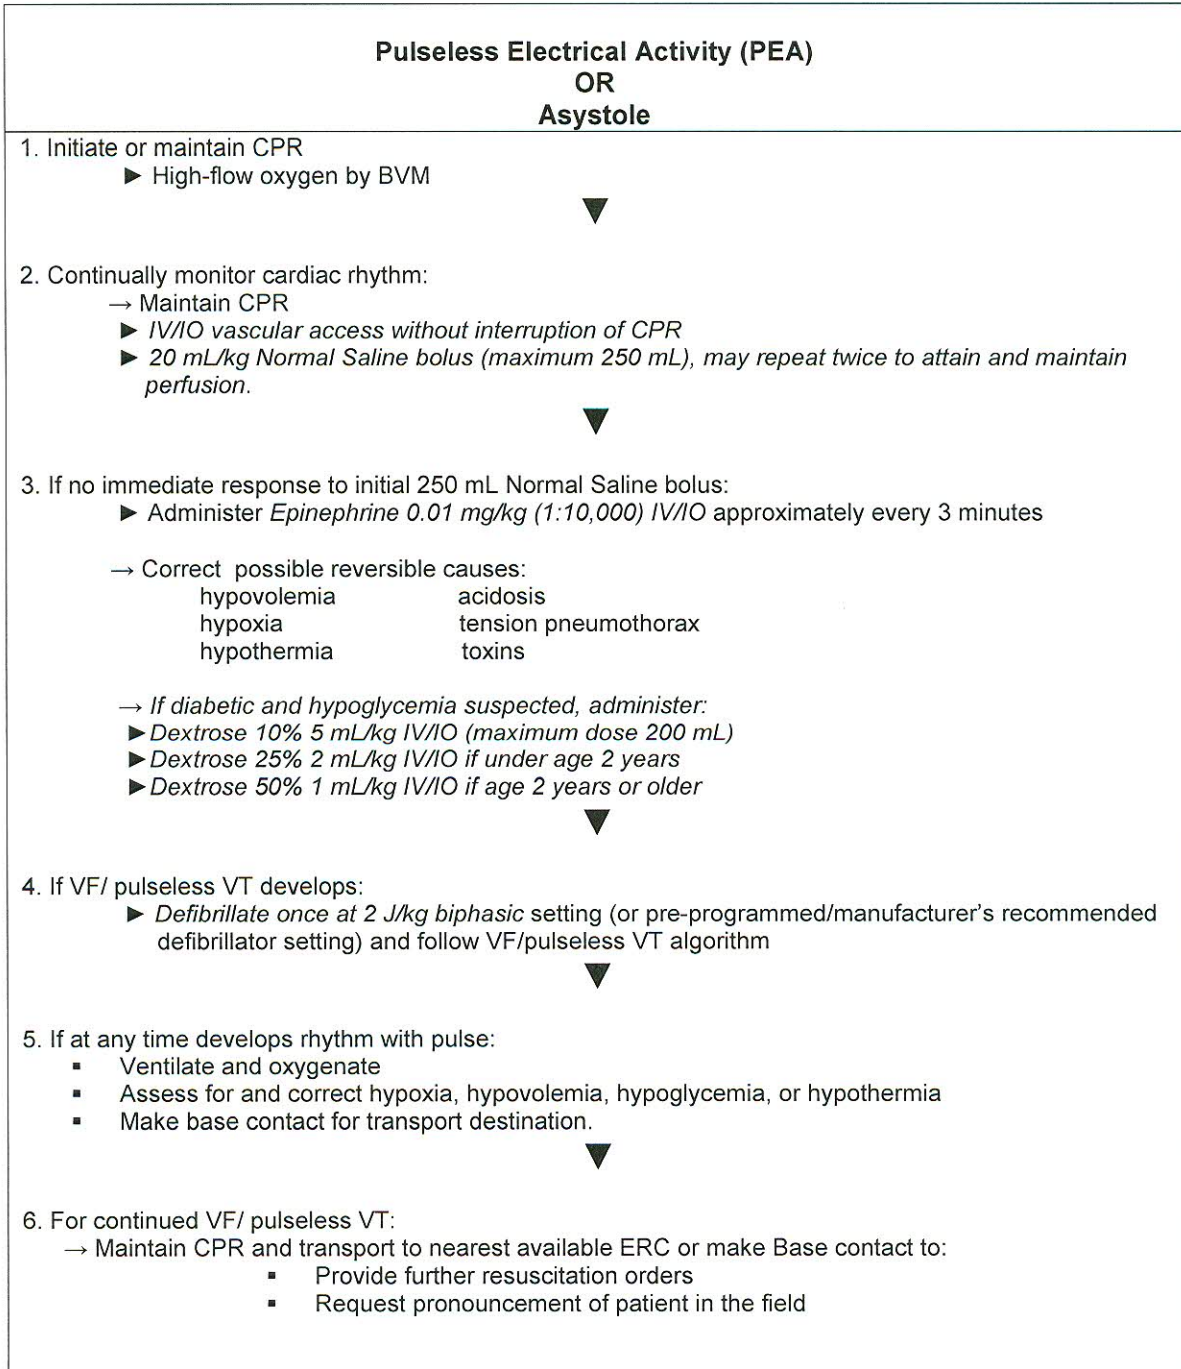 Pulseless Electrical Activity (PEA)
OR
Asystole
1. Initiate or maintain CPR
► High-flow oxygen by BVM
▼
2. Continually monitor cardiac rhythm:
→ Maintain CPR
► IV/IO vascular access without interruption of CPR
► 20 mL/kg Normal Saline bolus (maximum 250 mL), may repeat twice to attain and maintain
perfusion.
▼
3. If no immediate response to initial 250 mL Normal Saline bolus:
► Administer Epinephrine 0.01 mg/kg (1:10,000) IV/IO approximately every 3 minutes
→ Correct possible reversible causes:
hypovolemia acidosis
hypoxia tension pneumothorax
hypothermia toxins
→ If diabetic and hypoglycemia suspected, administer:
► Dextrose 10% 5 mL/kg IV/IO (maximum dose 200 mL)
► Dextrose 25% 2 mL/kg IV/IO if under age 2 years
► Dextrose 50% 1 mL/kg IV/IO if age 2 years or older
▼
4. If VF/ pulseless VT develops:
► Defibrillate once at 2 J/kg biphasic setting (or pre-programmed/manufacturer's recommended
defibrillator setting) and follow VF/pulseless VT algorithm
▼
5. If at any time develops rhythm with pulse:
▪ Ventilate and oxygenate
▪ Assess for and correct hypoxia, hypovolemia, hypoglycemia, or hypothermia
▪ Make base contact for transport destination.
▼
6. For continued VF/ pulseless VT:
→ Maintain CPR and transport to nearest available ERC or make Base contact to:
▪ Provide further resuscitation orders
▪ Request pronouncement of patient in the field